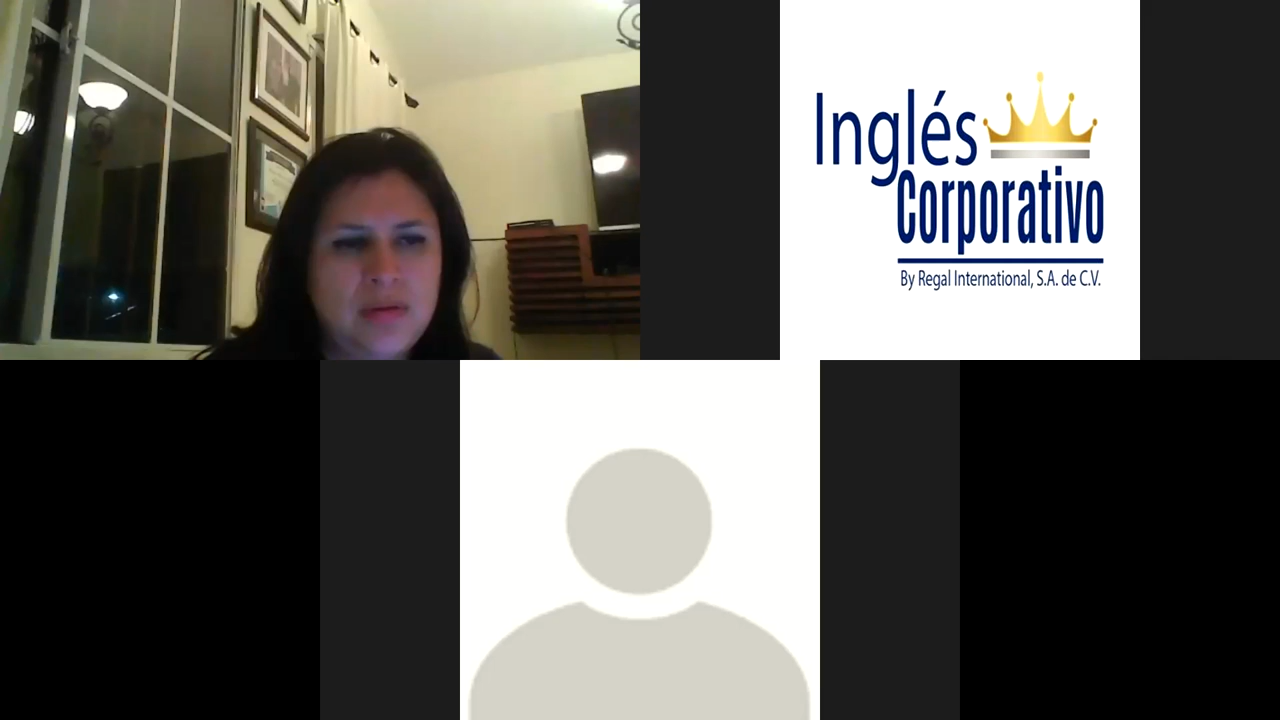 Inglés
Corporativo
By Regal International, S.A. de C.V.